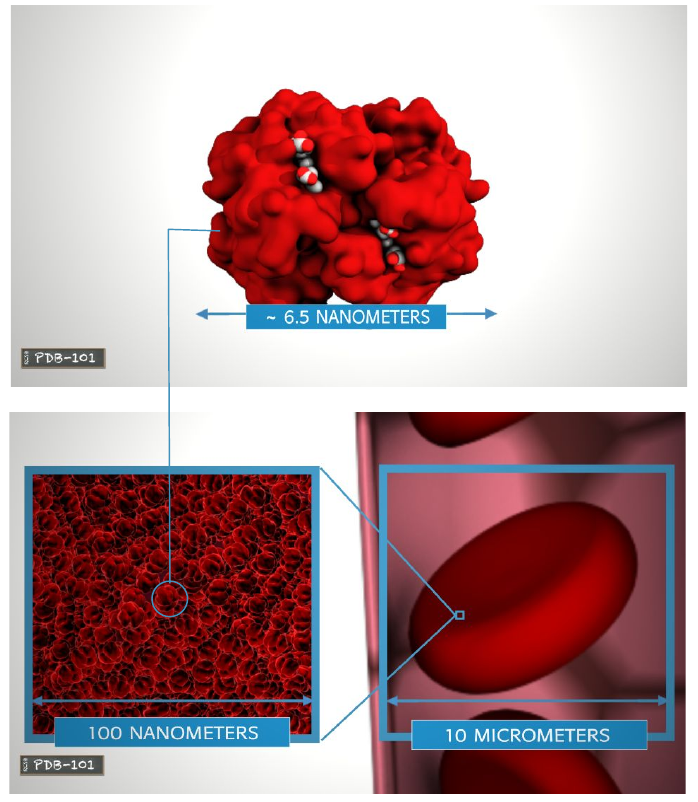 ~ 6.5 NANOMETERS
PDB-101
100 NANOMETERS
10 MICROMETERS
PDB-101